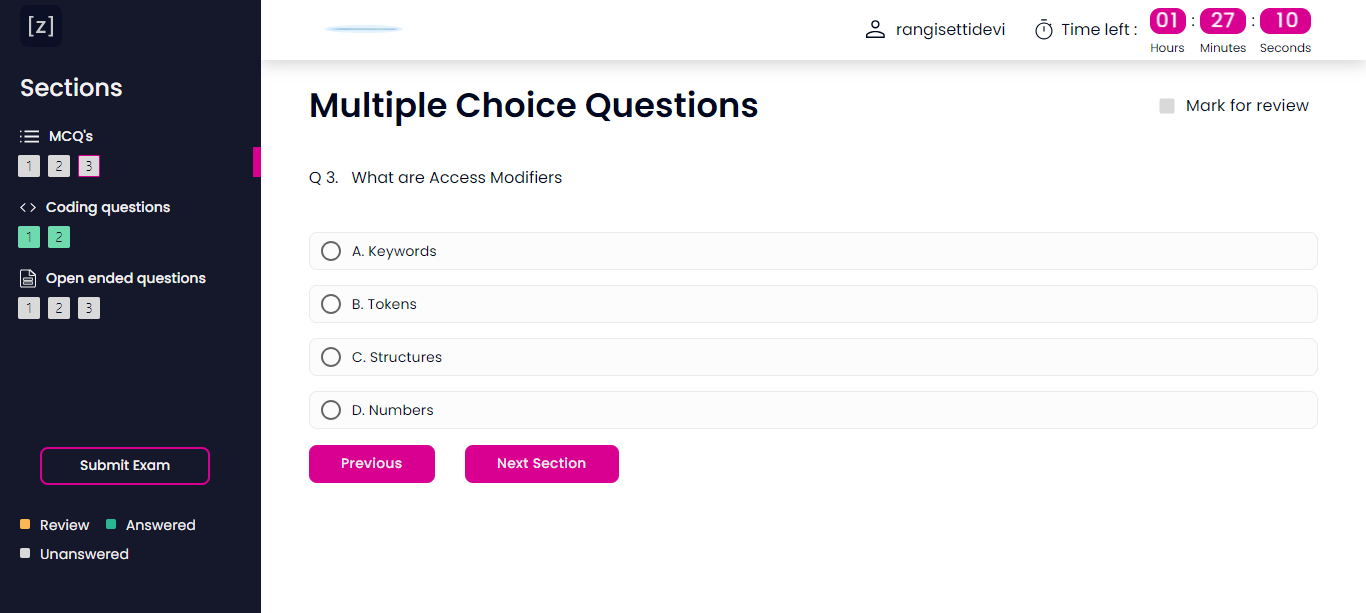 [z]
Sections
MCQ's
1 2 3
Coding questions
1 2
Open ended questions
1 2 3
Submit Exam
Review Answered
Unanswered
rangisettidevi Time left : 01 : 27 : 10
Hours Minutes Seconds
Multiple Choice Questions
Mark for review
Q 3. What are Access Modifiers
A. Keywords
B. Tokens
C. Structures
D. Numbers
Previous Next Section